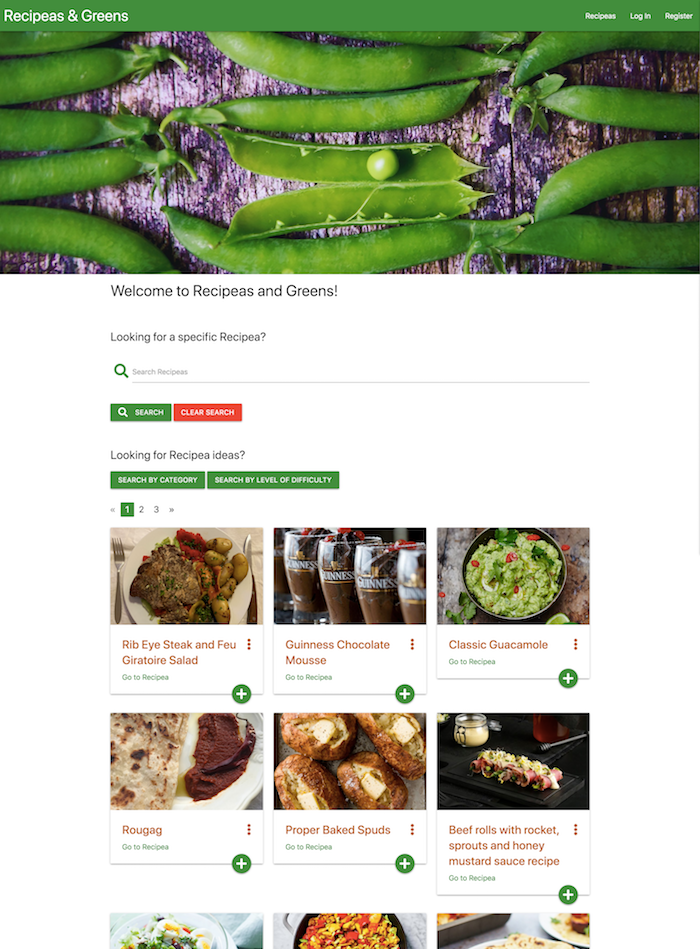 Recipeas & Greens
Recipeas Log In Register
Welcome to Recipeas and Greens!
Looking for a specific Recipea?
Search Recipeas
SEARCH CLEAR SEARCH
Looking for Recipea ideas?
SEARCH BY CATEGORY SEARCH BY LEVEL OF DIFFICULTY
« 1 2 3 »
GUINNESS GUINNESS GUINNESS
Rib Eye Steak and Feu
Giratoire Salad
Go to Recipea
Guinness Chocolate
Mousse
Go to Recipea
Classic Guacamole
Go to Recipea
Rougag
Go to Recipea
Proper Baked Spuds
Go to Recipea
Beef rolls with rocket,
sprouts and honey
mustard sauce recipe
Go to Recipea